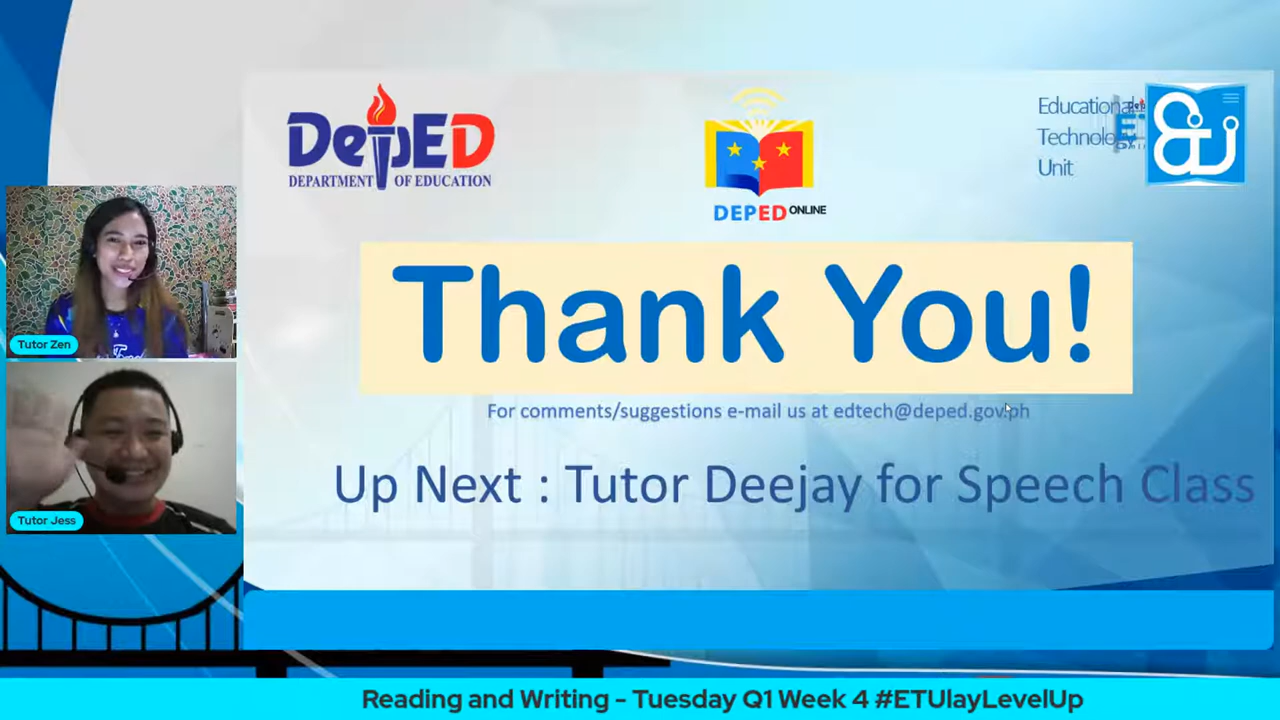 DepED
DEPARTMENT OF EDUCATION
DEPED ONLINE
Educational
Technology
Unit
Thank You!
For comments/suggestions e-mail us at edtech@deped.gov.ph
Up Next : Tutor Deejay for Speech Class
Tutor Zen
Tutor Jess
Reading and Writing - Tuesday Q1 Week 4 #ETUlayLevelUp